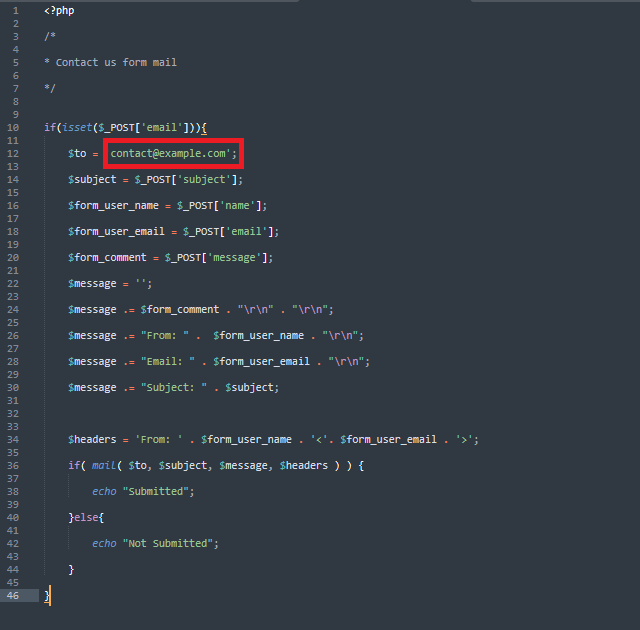 1 <?php
2
3 /*
4
5 * Contact us form mail
6
7 */
8
9
10 if(isset($_POST['email'])){
11
12 $to = contact@example.com';
13
14 $subject = $_POST['subject'];
15
16 $form_user_name = $_POST['name'];
17
18 $form_user_email = $_POST['email'];
19
20 $form_comment = $_POST['message'];
21
22 $message = '';
23
24 $message .= $form_comment . "\r\n" . "\r\n";
25
26 $message .= "From: " .  $form_user_name . "\r\n";
27
28 $message .= "Email: " . $form_user_email . "\r\n";
29
30 $message .= "Subject: " . $subject;
31
32
33
34 $headers = 'From: ' . $form_user_name . '<'. $form_user_email . '>';
35
36 if( mail( $to, $subject, $message, $headers ) ) {
37
38 echo "Submitted";
39
40 }else{
41
42 echo "Not Submitted";
43
44 }
45
46 }